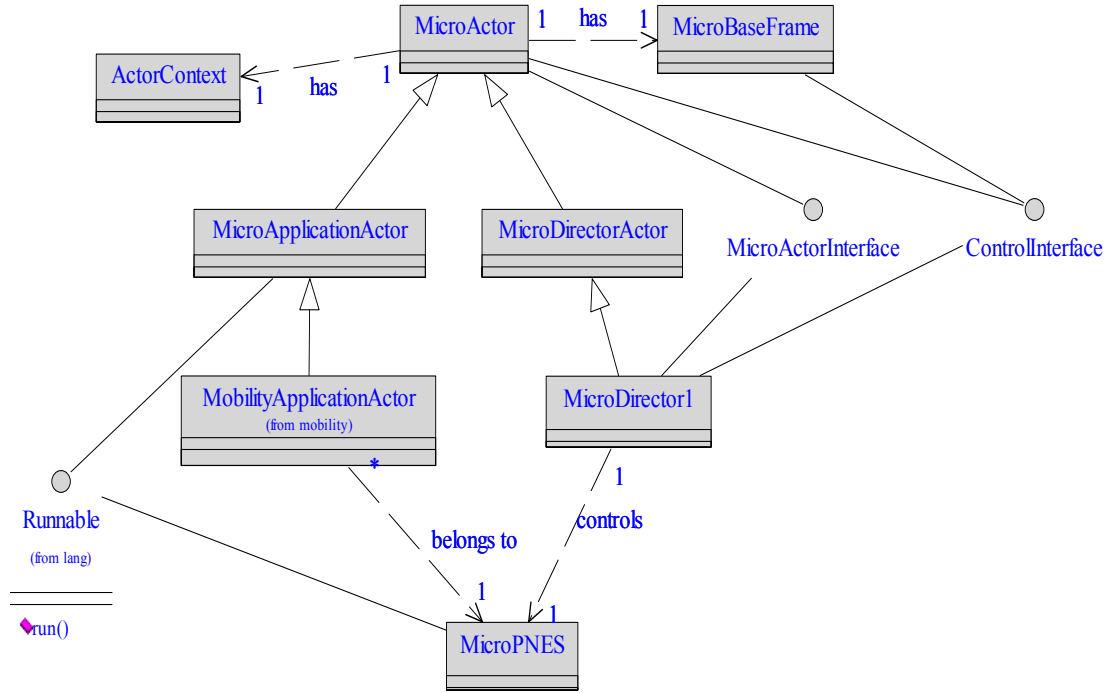 MicroActor
1
has
1
MicroBaseFrame
ActorContext
1
has
1
MicroApplicationActor
MicroDirectorActor
MicroActorInterface
ControlInterface
MobilityApplicationActor
(from mobility)
*
MicroDirector1
1
Runnable
(from lang)
run()
belongs to
controls
1
1
MicroPNES